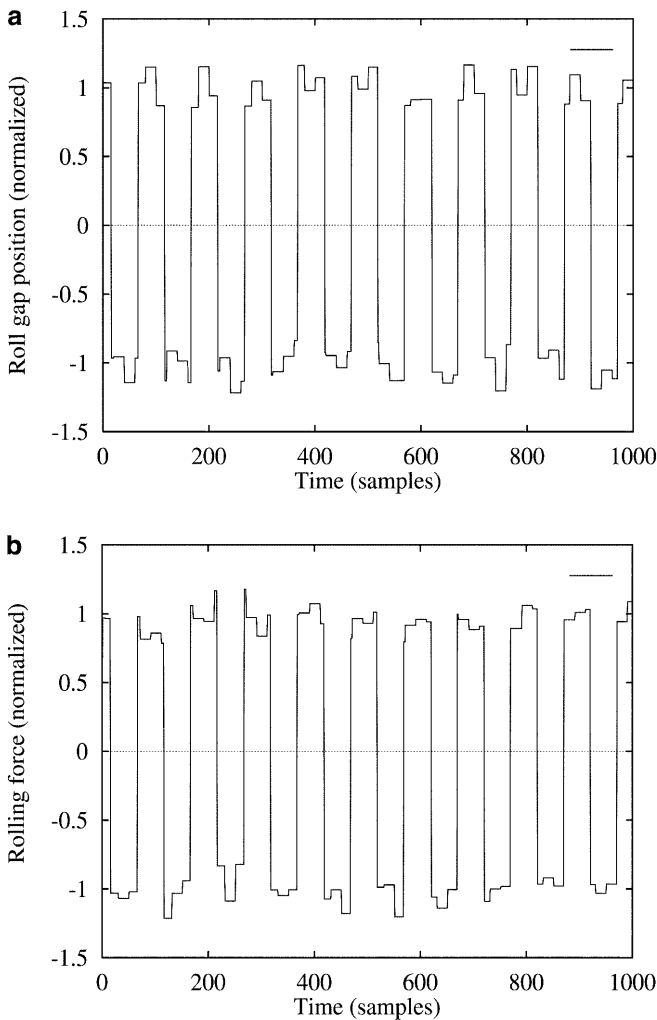 a
1.5
1
0.5
0
-0.5
-1
-1.5
Roll gap position (normalized)
0 200 400 600 800 1000
Time (samples)
b
1.5
1
0.5
0
-0.5
-1
-1.5
Rolling force (normalized)
0 200 400 600 800 1000
Time (samples)